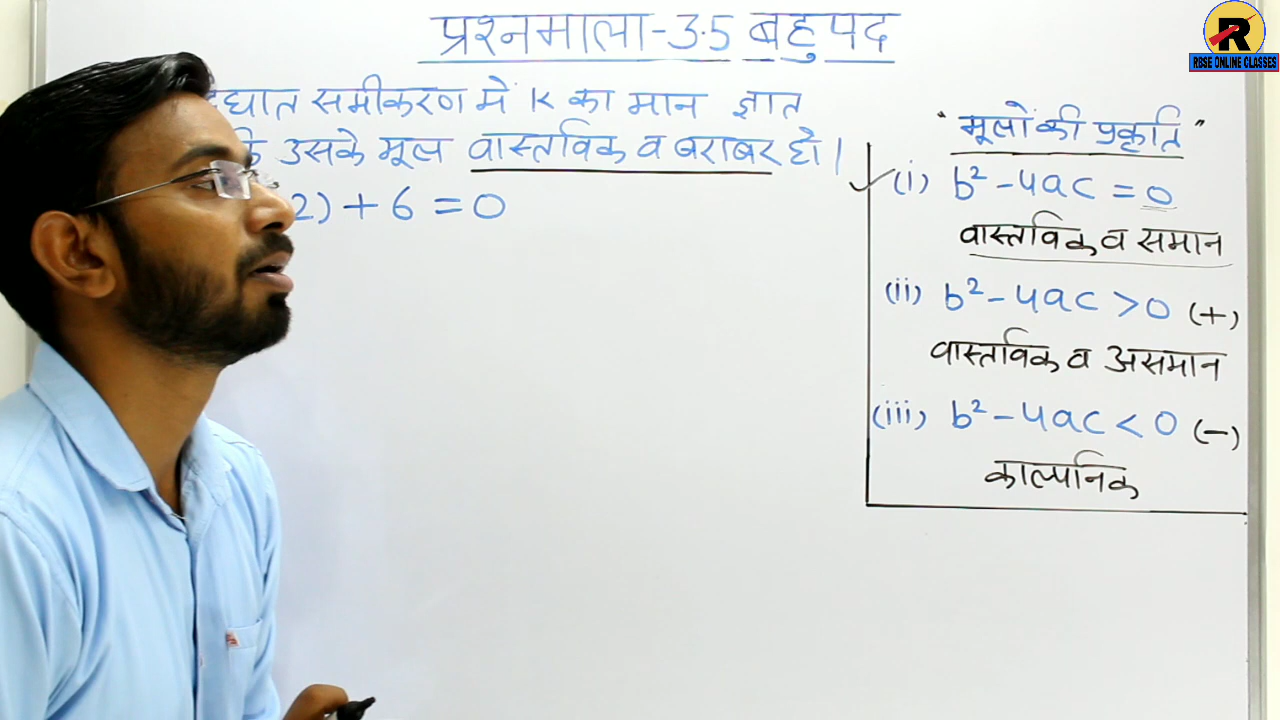 प्रश्नमाला-3.5 बहुपद
R
RBSE ONLINE CLASSES
समीकरण में K का मान ज्ञात
उसके मूल वास्तविक व बराबर हो।
2) + 6 = 0
"मूलों की प्रकृति"
(i) b² - 4ac = 0
वास्तविक व समान
(ii) b² - 4ac > 0 (+)
वास्तविक व असमान
(iii) b² - 4ac < 0 (-)
काल्पनिक